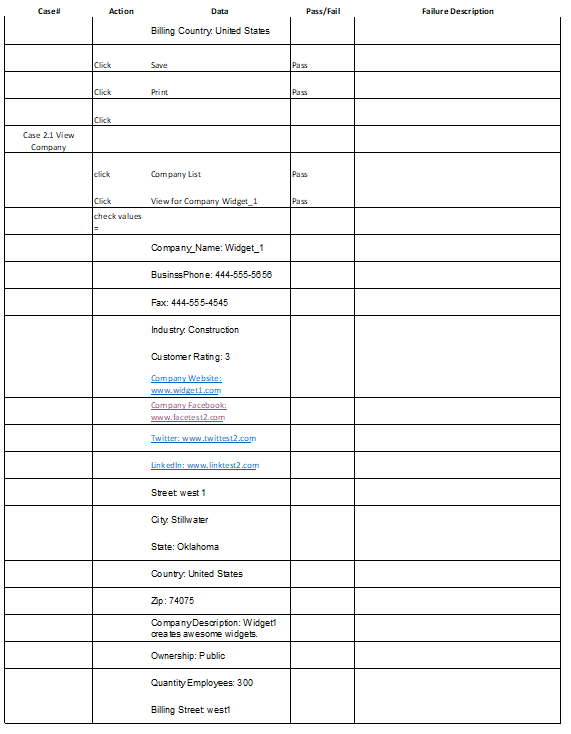 Case# Action Data Pass/Fail Failure Description
Billing Country: United States
Click Save Pass
Click Print Pass
Click
Case 2.1 View
Company
click Company List Pass
Click View for Company Widget_1 Pass
check values
=
Company_Name: Widget_1
BusinssPhone: 444-555-5656
Fax: 444-555-4545
Industry: Construction
Customer Rating: 3
Company Website:
www.widget1.com
Company Facebook:
www.facetest2.com
Twitter: www.twittest2.com
LinkedIn: www.linktest2.com
Street: west 1
City: Stillwater
State: Oklahoma
Country: United States
Zip: 74075
CompanyDescription: Widget1
creates awesome widgets.
Ownership: Public
Quantity Employees: 300
Billing Street: west1